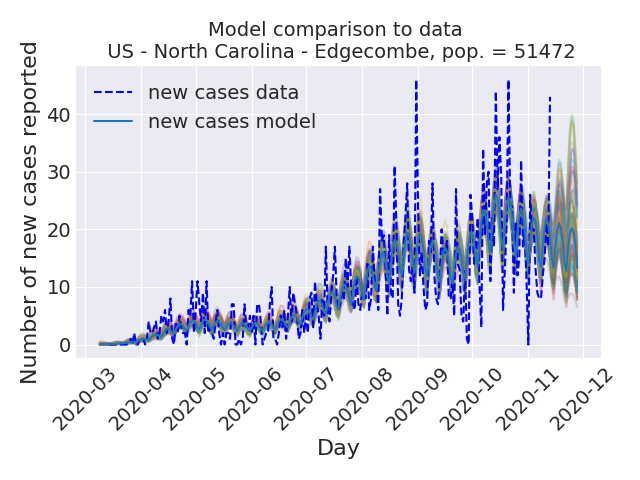 Model comparison to data
US - North Carolina - Edgecombe, pop. = 51472
Number of new cases reported
40
30
20
10
0
new cases data
new cases model
2020-03
2020-04
2020-05
2020-06
2020-07
2020-08
2020-09
2020-10
2020-11
2020-12
Day